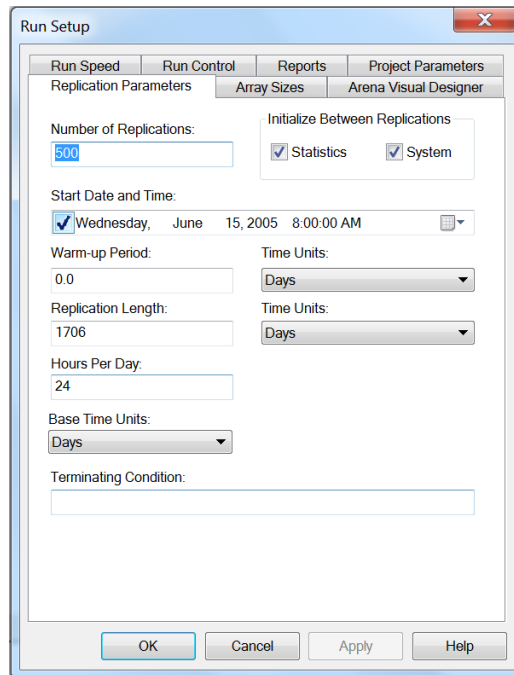 Run Setup
Run Speed Run Control Reports Project Parameters
Replication Parameters Array Sizes Arena Visual Designer
Number of Replications:
500
Initialize Between Replications
Statistics System
Start Date and Time:
Wednesday, June 15, 2005 8:00:00 AM
Warm-up Period: Time Units:
0.0 Days
Replication Length: Time Units:
1706 Days
Hours Per Day:
24
Base Time Units:
Days
Terminating Condition:
OK Cancel Apply Help